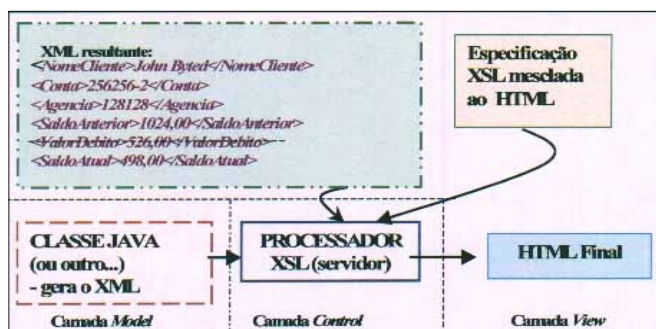 XML resultante:
<NomeCliente>John Byted</NomeCliente>
<Conta>256256-2</Conta>
<Agencia>128128</Agencia>
<SaldoAnterior>1024,00</SaldoAnterior>
<ValorDebito>526,00</ValorDebito>
<SaldoAtual>498,00</SaldoAtual>
Especificação
XSL mesclada
ao HTML
CLASSE JAVA
(ou outro...)
- gera o XML
PROCESSADOR
XSL (servidor)
HTML Final
Camada Model
Camada Control
Camada View